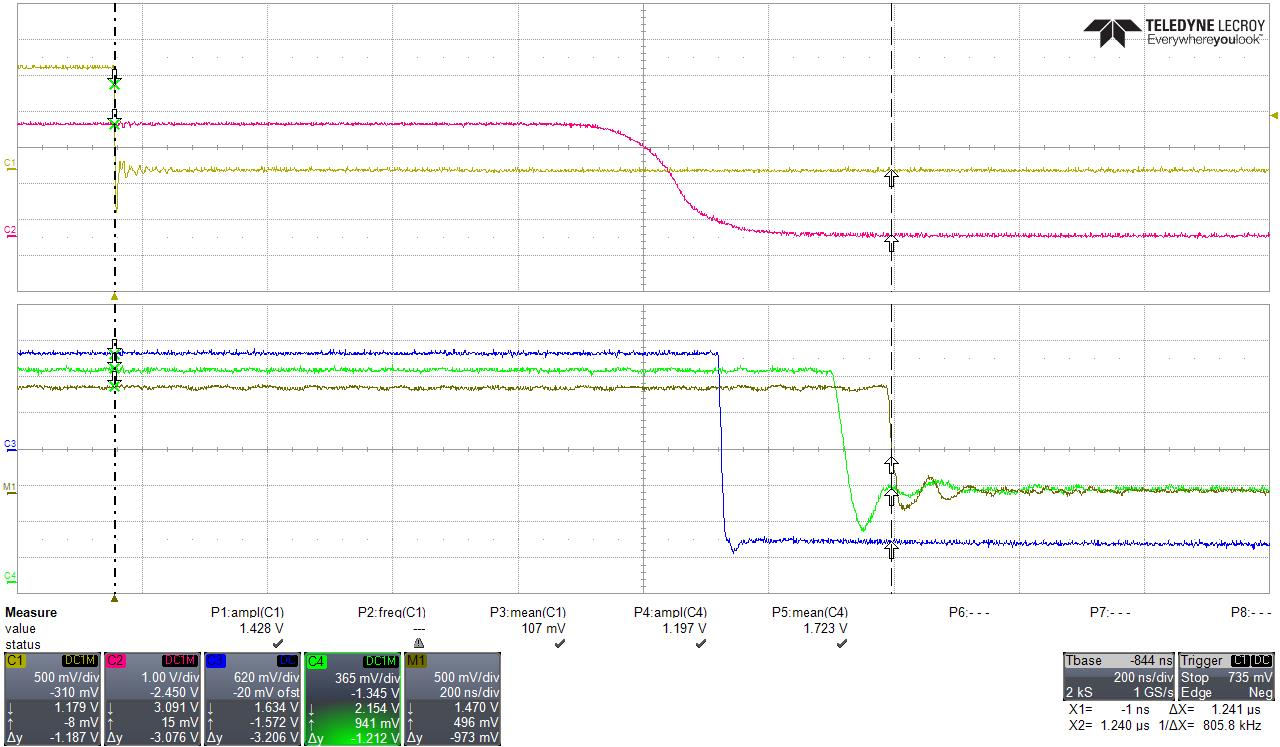 TELEDYNE LECROY
Everywhereyoulook™
C1
C2
C3
M1
C4
Measure P1:ampl(C1) P2:freq(C1) P3:mean(C1) P4:ampl(C4) P5:mean(C4) P6:- - - P7:- - - P8:- - -
value 1.428 V --- 107 mV 1.197 V 1.723 V
status
C1 DC1M C2 DC1M C3 DC C4 DC1M M1 Tbase -844 ns Trigger C1 DC
500 mV/div 1.00 V/div 620 mV/div 365 mV/div 500 mV/div 200 ns/div Stop 735 mV
-310 mV -2.450 V -20 mV ofst -1.345 V 200 ns/div 2 kS 1 GS/s Edge Neg
↓ 1.179 V ↓ 3.091 V ↓ 1.634 V ↓ 2.154 V ↓ 1.470 V X1= -1 ns ΔX= 1.241 µs
↑ -8 mV ↑ 15 mV ↑ -1.572 V ↑ 941 mV ↑ 496 mV X2= 1.240 µs 1/ΔX= 805.8 kHz
Δy -1.187 V Δy -3.076 V Δy -3.206 V Δy -1.212 V Δy -973 mV